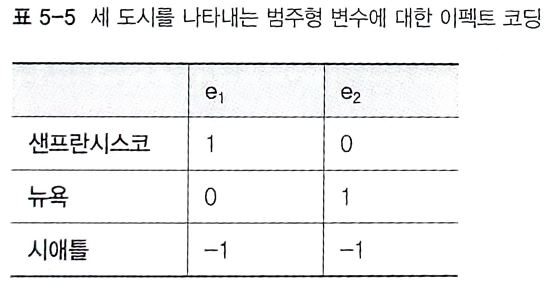 표 5-5 세 도시를 나타내는 범주형 변수에 대한 이펙트 코딩
e₁ e₂
샌프란시스코 1 0
뉴욕 0 1
시애틀 -1 -1